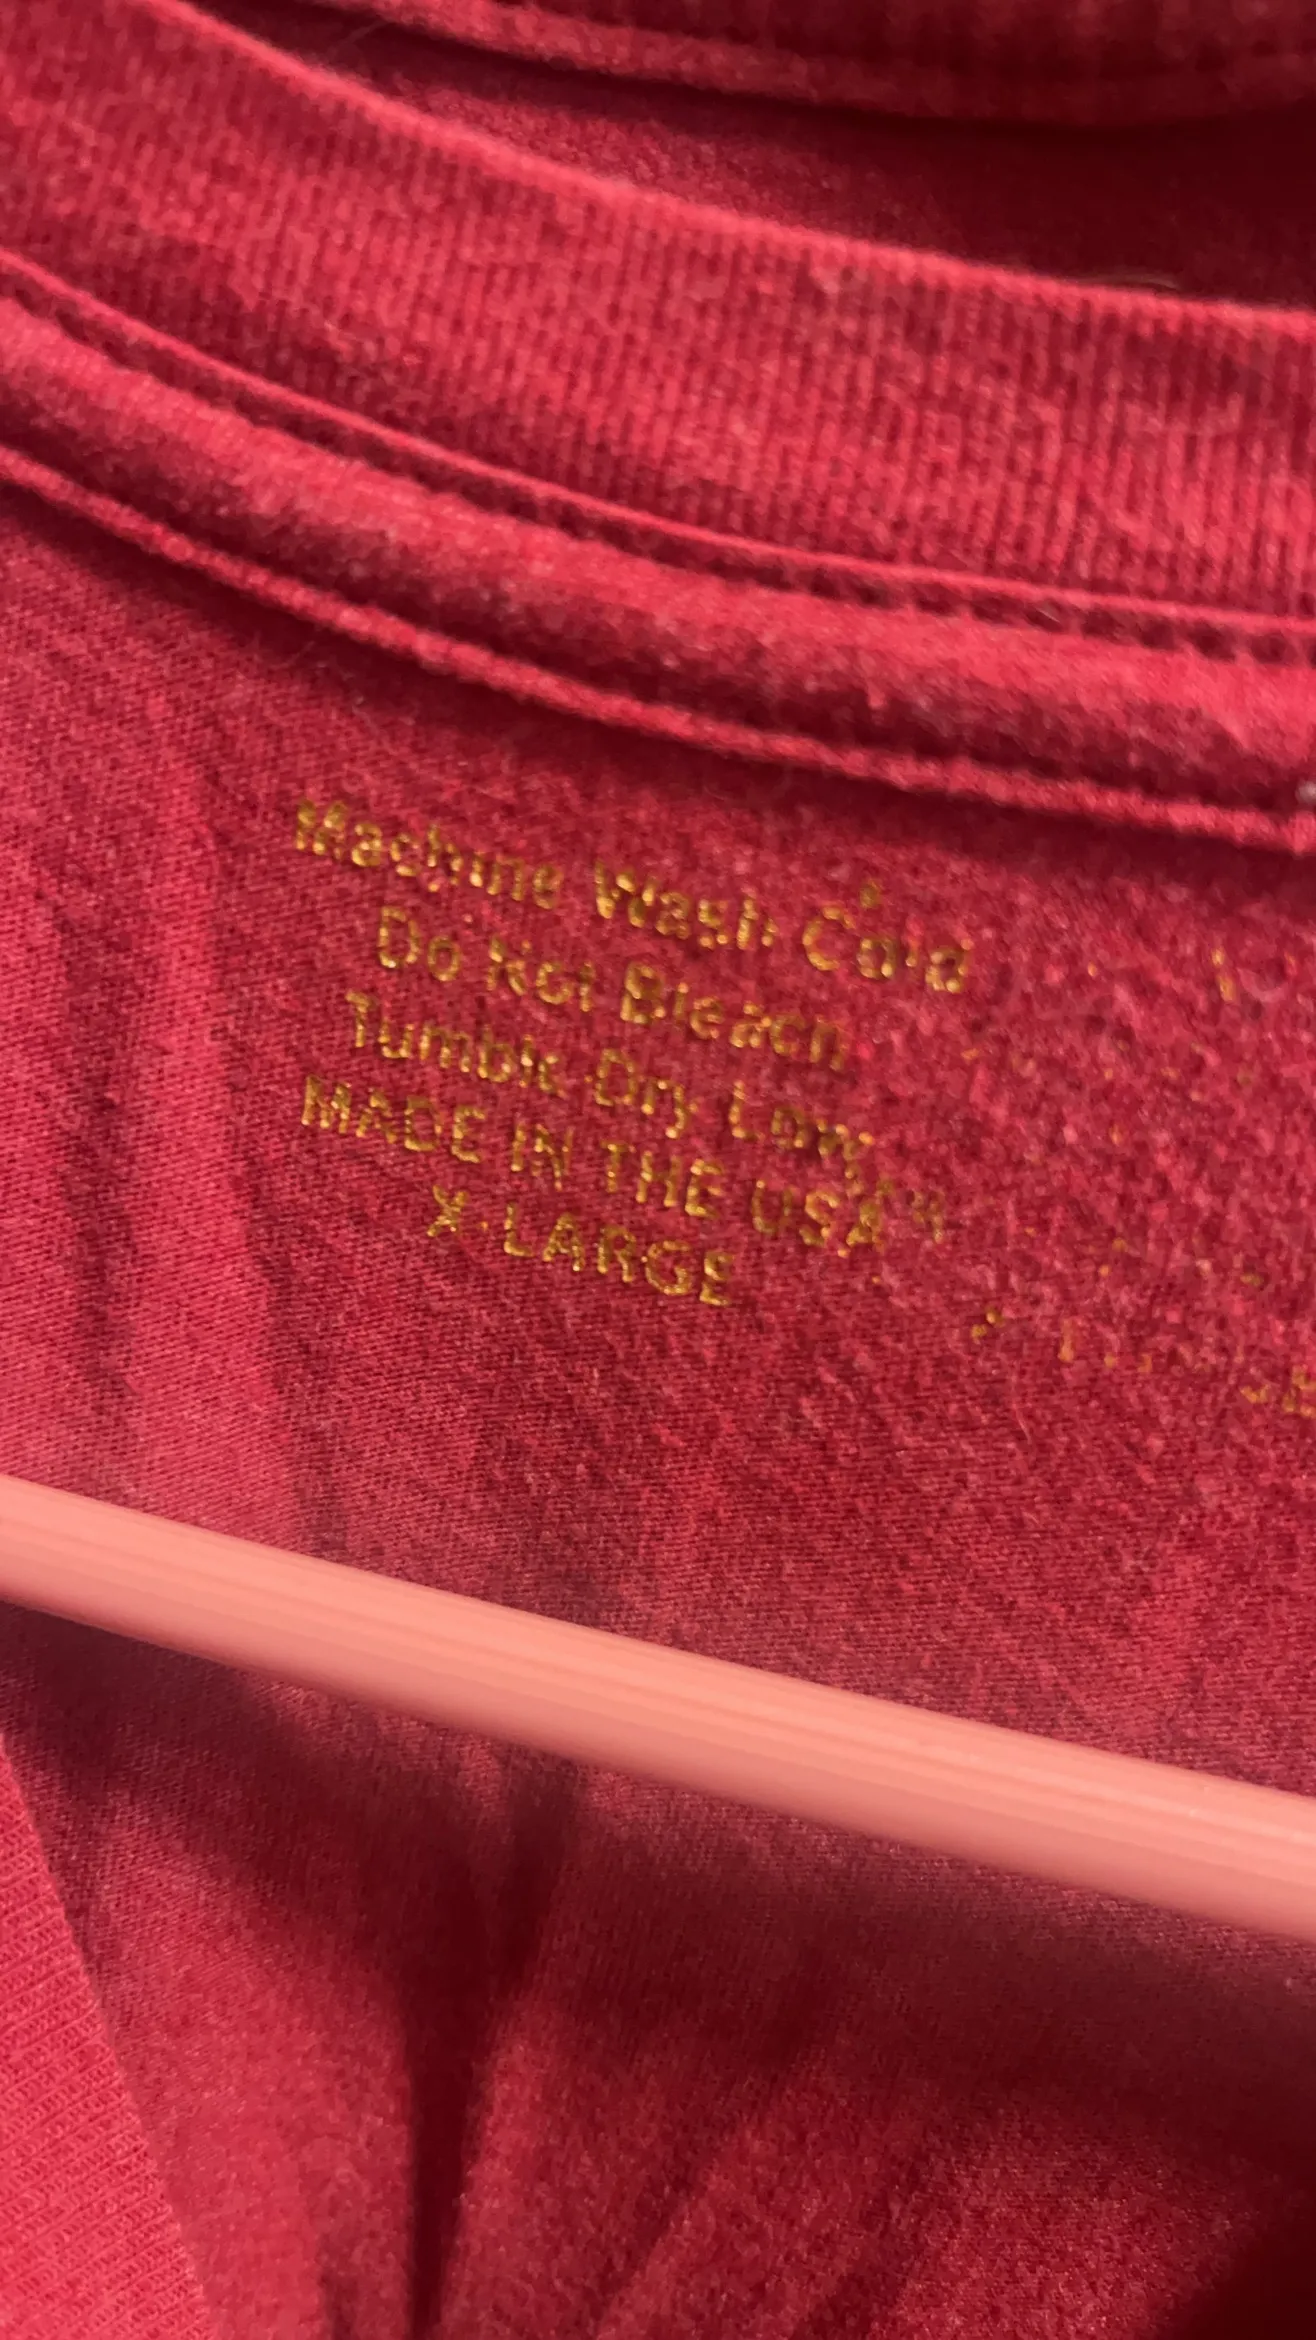 Machine Wash Cold
Do Not Bleach
Tumble Dry Low
MADE IN THE USA
X-LARGE